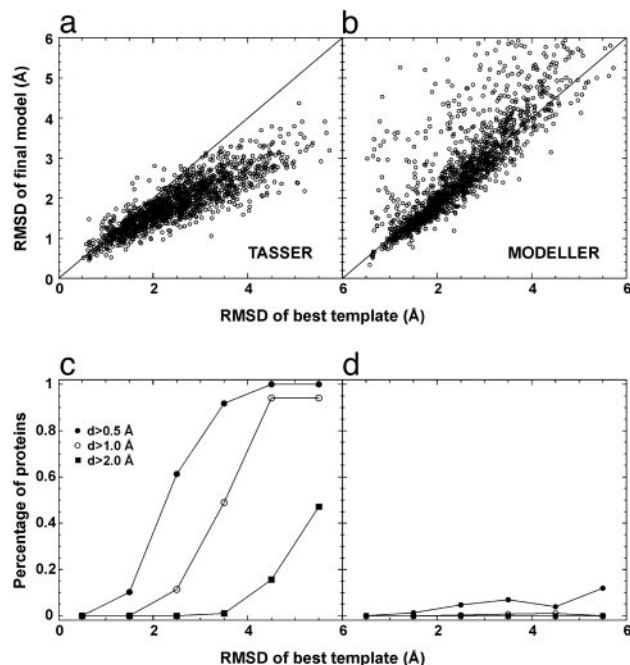 a
b
6
5
4
3
2
1
0
RMSD of final model (Å)
TASSER
MODELLER
0 2 4 6 2 4 6
RMSD of best template (Å)
c
d
1
0.8
0.6
0.4
0.2
0
Percentage of proteins
d>0.5 Å
d>1.0 Å
d>2.0 Å
0 2 4 6 2 4 6
RMSD of best template (Å)